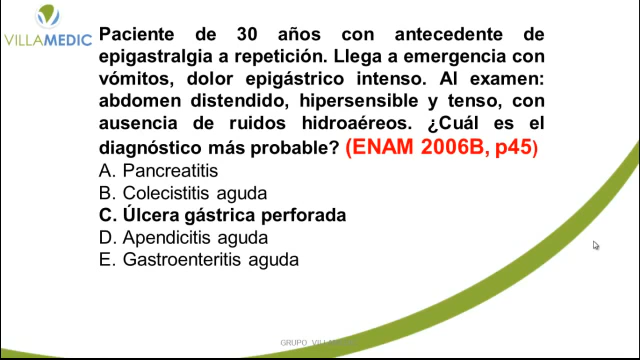 VILLAMEDIC
Paciente de 30 años con antecedente de
epigastralgia a repetición. Llega a emergencia con
vómitos, dolor epigástrico intenso. Al examen:
abdomen distendido, hipersensible y tenso, con
ausencia de ruidos hidroaéreos. ¿Cuál es el
diagnóstico más probable? (ENAM 2006B, p45)
A. Pancreatitis
B. Colecistitis aguda
C. Úlcera gástrica perforada
D. Apendicitis aguda
E. Gastroenteritis aguda
GRUPO